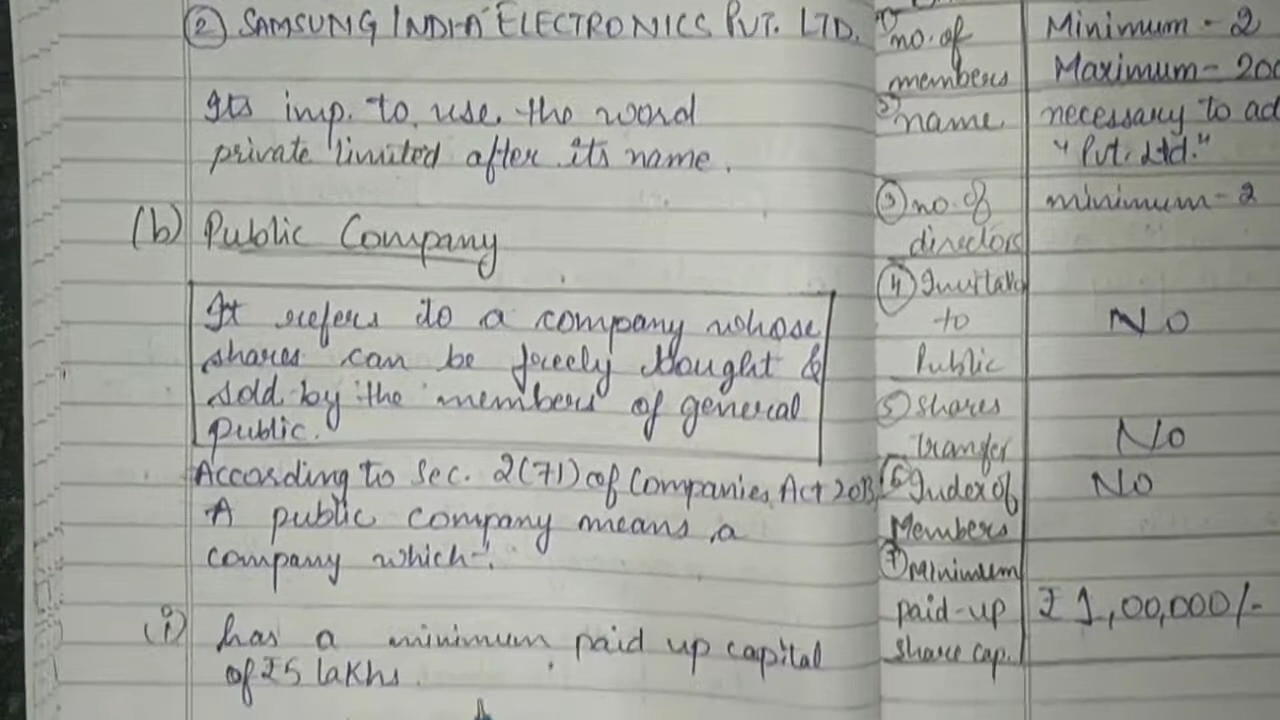 (2) SAMSUNG INDIA ELECTRONICS PVT. LTD.
Its imp. to use the word
private limited after its name.
(b) Public Company
It refers to a company whose
shares can be freely bought &
sold by the members of general
public.
According to Sec. 2(71) of Companies Act 2013
A public company means a
company which-:
(i) has a minimum paid up capital
of ₹5 lakhs.
1) no. of members Minimum - 2
Maximum - 200
2) name necessary to ad
"Pvt. Ltd."
(3) no. of directors minimum - 2
(4) to Public No
(5) shares transfer No
(6) Index of Members No
(7) Minimum paid-up share cap. ₹ 1,00,000/-